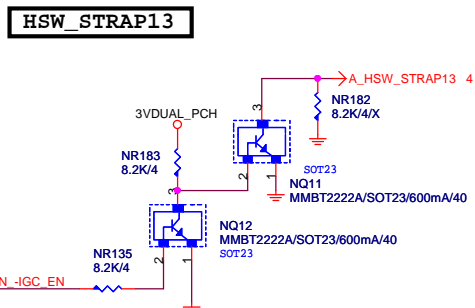 HSW_STRAP13
A_HSW_STRAP13 4
3VDUAL_PCH
NR182
8.2K/4/X
3
NR183
8.2K/4
SOT23
2
1
NQ11
MMBT2222A/SOT23/600mA/40
3
NQ12
MMBT2222A/SOT23/600mA/40
SOT23
NR135
8.2K/4
2
1
N_-IGC_EN